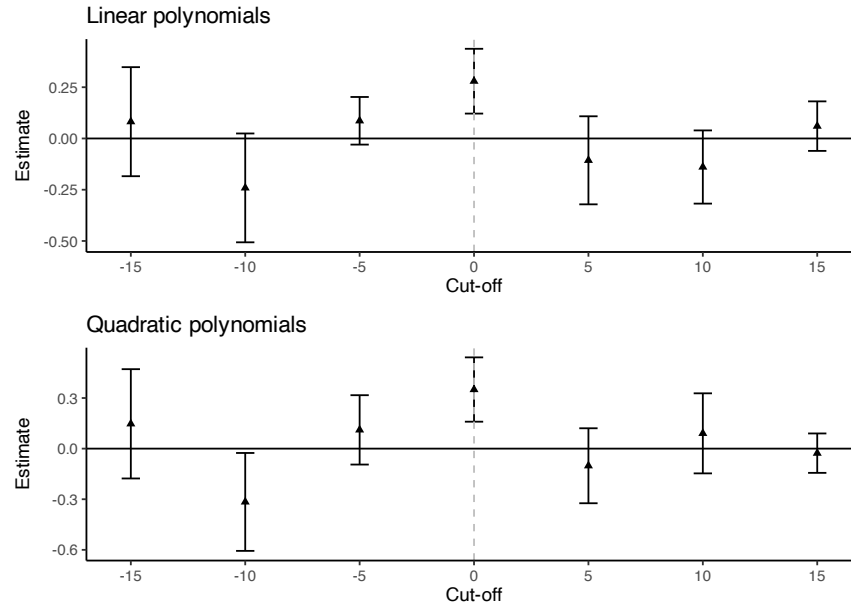 Linear polynomials
Estimate
0.25
0.00
-0.25
-0.50
-15 -10 -5 0 5 10 15
Cut-off
Quadratic polynomials
Estimate
0.3
0.0
-0.3
-0.6
-15 -10 -5 0 5 10 15
Cut-off